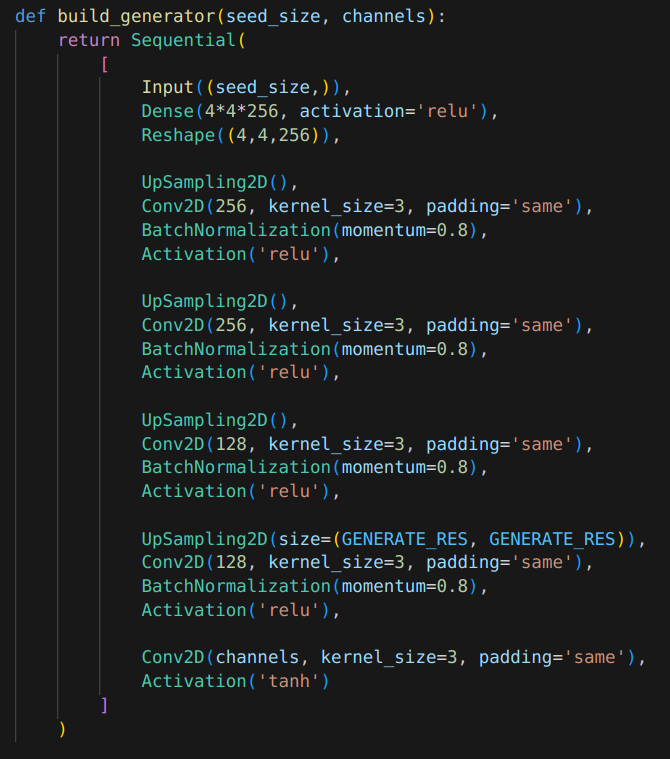 def build_generator(seed_size, channels):
    return Sequential(
        [
            Input((seed_size,)),
            Dense(4*4*256, activation='relu'),
            Reshape((4,4,256)),

            UpSampling2D(),
            Conv2D(256, kernel_size=3, padding='same'),
            BatchNormalization(momentum=0.8),
            Activation('relu'),

            UpSampling2D(),
            Conv2D(256, kernel_size=3, padding='same'),
            BatchNormalization(momentum=0.8),
            Activation('relu'),

            UpSampling2D(),
            Conv2D(128, kernel_size=3, padding='same'),
            BatchNormalization(momentum=0.8),
            Activation('relu'),

            UpSampling2D(size=(GENERATE_RES, GENERATE_RES)),
            Conv2D(128, kernel_size=3, padding='same'),
            BatchNormalization(momentum=0.8),
            Activation('relu'),

            Conv2D(channels, kernel_size=3, padding='same'),
            Activation('tanh')
        ]
    )